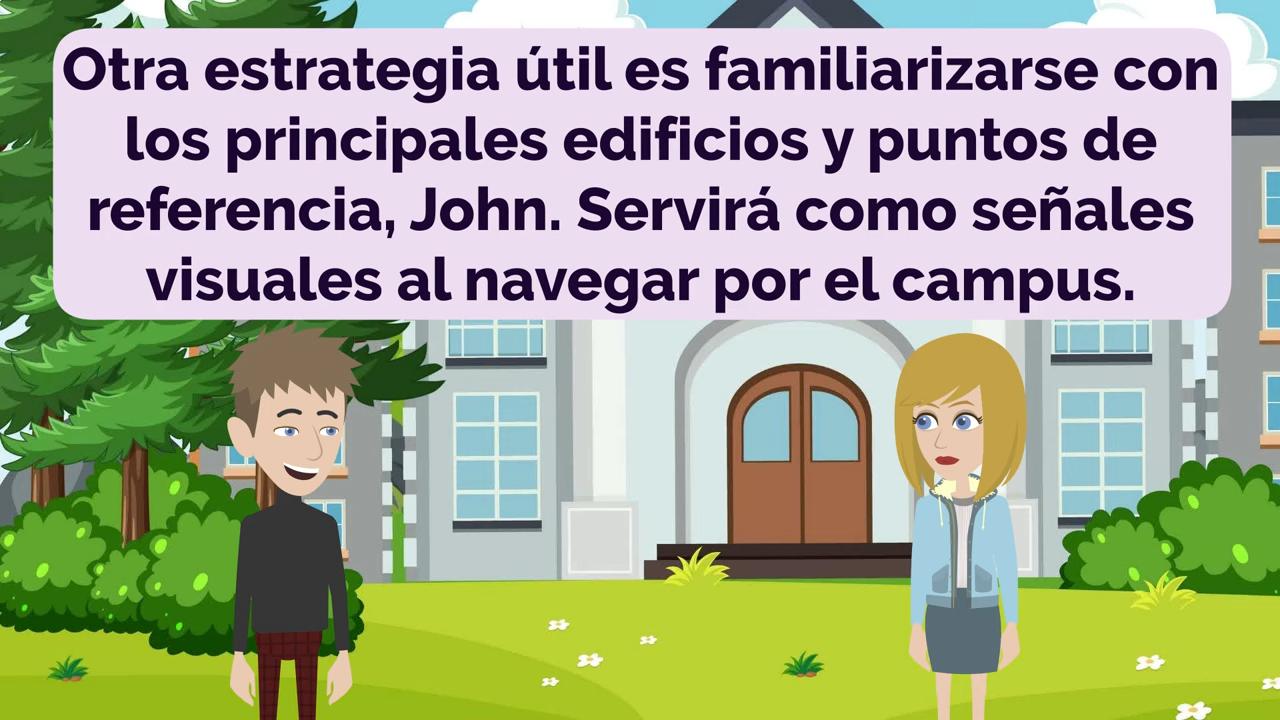 Otra estrategia útil es familiarizarse con
los principales edificios y puntos de
referencia, John. Servirá como señales
visuales al navegar por el campus.